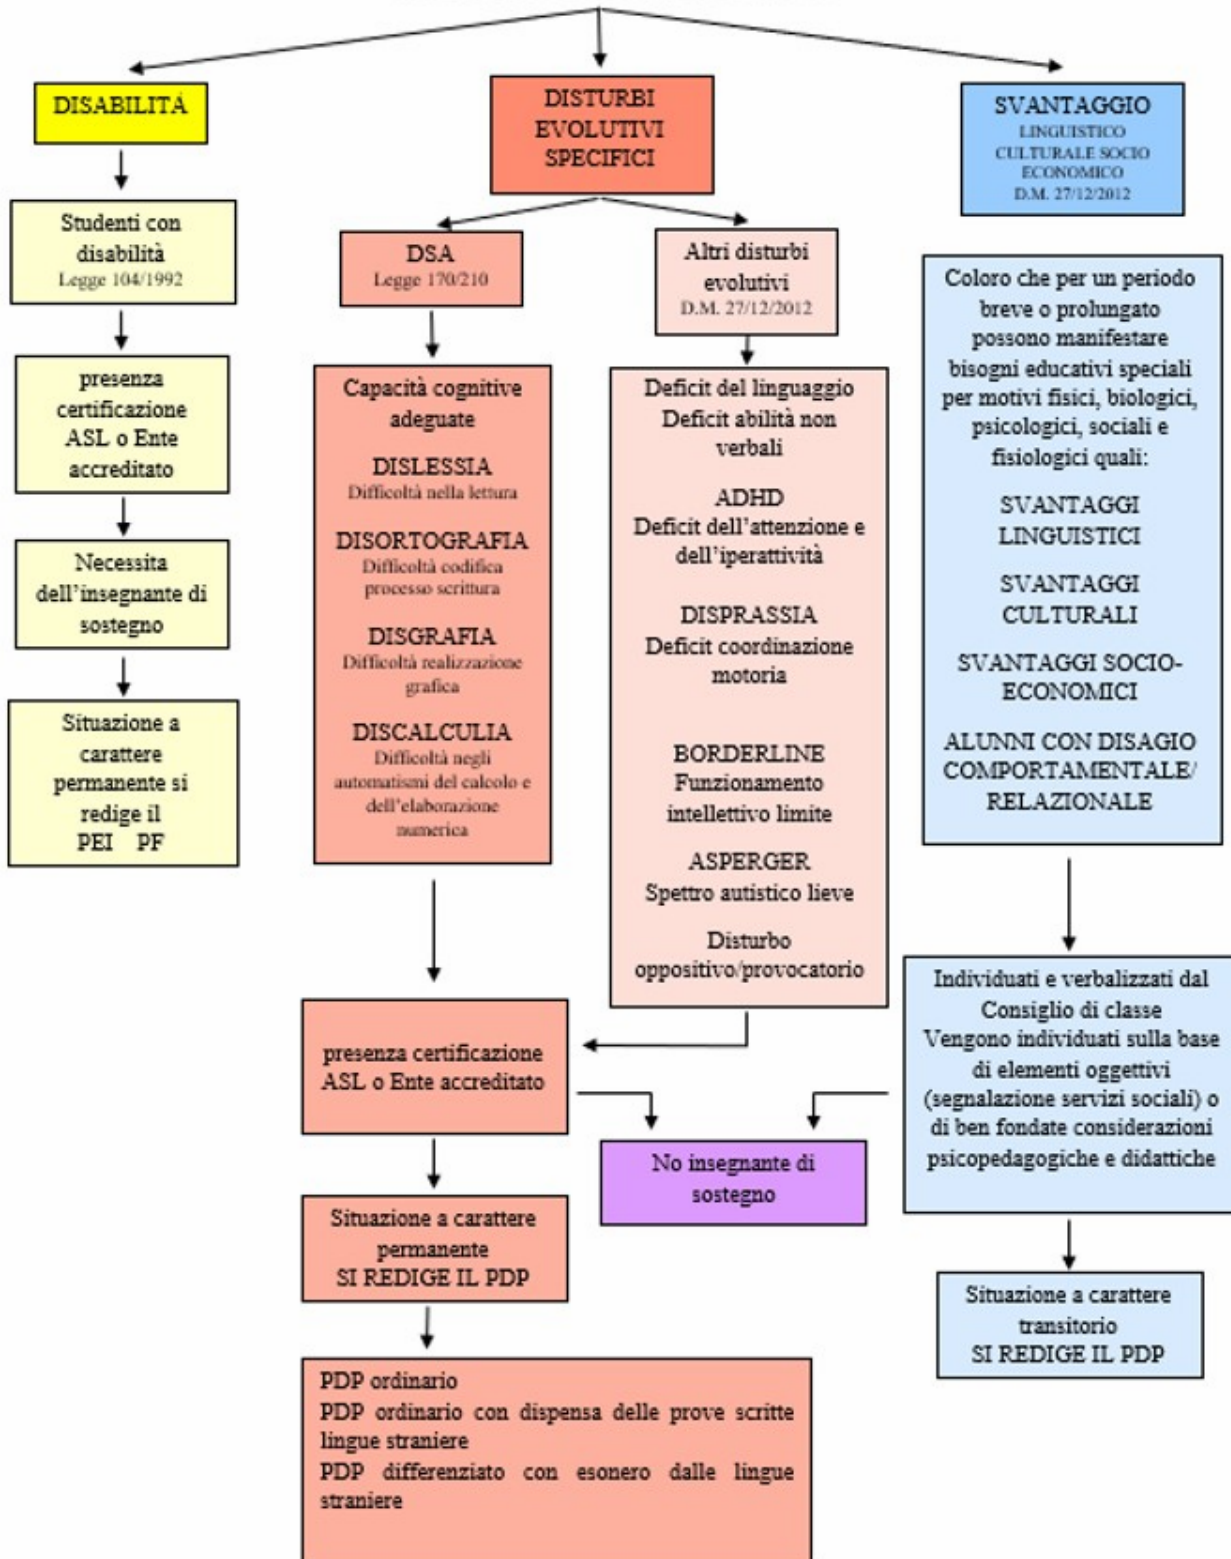 DISABILITÁ
Studenti con
disabilità
Legge 104/1992
presenza
certificazione
ASL o Ente
accreditato
Necessita
dell’insegnante di
sostegno
Situazione a
carattere
permanente si
redige il
PEI PF
DISTURBI
EVOLUTIVI
SPECIFICI
DSA
Legge 170/210
Capacità cognitive
adeguate
DISLESSIA
Difficoltà nella lettura
DISORTOGRAFIA
Difficoltà codifica
processo scrittura
DISGRAFIA
Difficoltà realizzazione
grafica
DISCALCULIA
Difficoltà negli
automatismi del calcolo e
dell’elaborazione
numerica
Altri disturbi
evolutivi
D.M. 27/12/2012
Deficit del linguaggio
Deficit abilità non
verbali
ADHD
Deficit dell’attenzione e
dell’iperattività
DISPRASSIA
Deficit coordinazione
motoria
BORDERLINE
Funzionamento
intellettivo limite
ASPERGER
Spettro autistico lieve
Disturbo
oppositivo/provocatorio
presenza certificazione
ASL o Ente accreditato
Situazione a carattere
permanente
SI REDIGE IL PDP
PDP ordinario
PDP ordinario con dispensa delle prove scritte
lingue straniere
PDP differenziato con esonero dalle lingue
straniere
No insegnante di
sostegno
SVANTAGGIO
LINGUISTICO
CULTURALE SOCIO
ECONOMICO
D.M. 27/12/2012
Coloro che per un periodo
breve o prolungato
possono manifestare
bisogni educativi speciali
per motivi fisici, biologici,
psicologici, sociali e
fisiologici quali:
SVANTAGGI
LINGUISTICI
SVANTAGGI
CULTURALI
SVANTAGGI SOCIO-
ECONOMICI
ALUNNI CON DISAGIO
COMPORTAMENTALE/
RELAZIONALE
Individuati e verbalizzati dal
Consiglio di classe
Vengono individuati sulla base
di elementi oggettivi
(segnalazione servizi sociali) o
di ben fondate considerazioni
psicopedagogiche e didattiche
Situazione a carattere
transitorio
SI REDIGE IL PDP